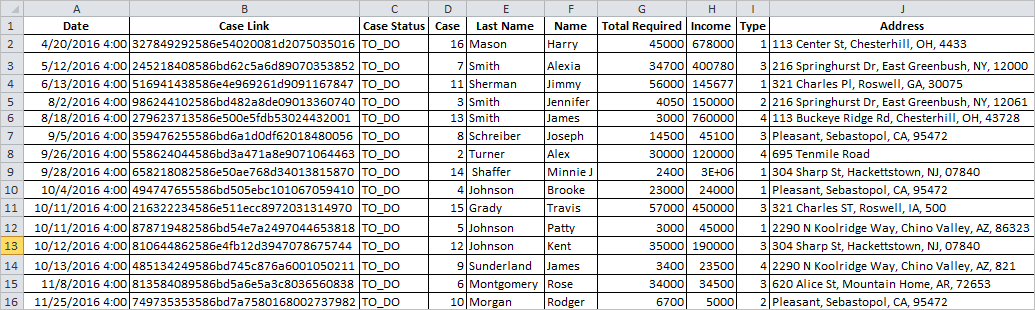 A B C D E F G H I J
1 Date Case Link Case Status Case Last Name Name Total Required Income Type Address
2 4/20/2016 4:00 327849292586e54020081d2075035016 TO_DO 16 Mason Harry 45000 678000 1 113 Center St, Chesterhill, OH, 4433
3 5/12/2016 4:00 245218408586bd62c5a6d89070353852 TO_DO 7 Smith Alexia 34700 400780 3 216 Springhurst Dr, East Greenbush, NY, 12000
4 6/13/2016 4:00 516941438586e4e969261d9091167847 TO_DO 11 Sherman Jimmy 56000 145677 1 321 Charles Pl, Roswell, GA, 30075
5 8/2/2016 4:00 986244102586bd482a8de09013360740 TO_DO 3 Smith Jennifer 4050 150000 2 216 Springhurst Dr, East Greenbush, NY, 12061
6 8/18/2016 4:00 279623713586e500e5fdb53024432001 TO_DO 13 Smith James 3000 760000 4 113 Buckeye Ridge Rd, Chesterhill, OH, 43728
7 9/5/2016 4:00 359476255586bd6a1d0df62018480056 TO_DO 8 Schreiber Joseph 14500 45100 3 Pleasant, Sebastopol, CA, 95472
8 9/26/2016 4:00 558624044586bd3a471a8e9071064463 TO_DO 2 Turner Alex 30000 120000 4 695 Tenmile Road
9 9/28/2016 4:00 658218082586e50ae768d34013815870 TO_DO 14 Shaffer Minnie J 2400 3E+06 1 304 Sharp St, Hackettstown, NJ, 07840
10 10/4/2016 4:00 494747655586bd505ebc101067059410 TO_DO 4 Johnson Brooke 23000 24000 1 Pleasant, Sebastopol, CA, 95472
11 10/11/2016 4:00 216322234586e511ecc8972031314970 TO_DO 15 Grady Travis 57000 450000 3 321 Charles ST, Roswell, IA, 500
12 10/11/2016 4:00 878719482586bd54e7a2497044653818 TO_DO 5 Johnson Patty 3000 45000 1 2290 N Koolridge Way, Chino Valley, AZ, 86323
13 10/12/2016 4:00 810644862586e4fb12d3947078675744 TO_DO 12 Johnson Kent 35000 190000 3 304 Sharp St, Hackettstown, NJ, 07840
14 10/13/2016 4:00 485134249586bd745c876a6001050211 TO_DO 9 Sunderland James 3400 23500 4 2290 N Koolridge Way, Chino Valley, AZ, 821
15 11/8/2016 4:00 813584089586bd5a6e5a3c8036560838 TO_DO 6 Montgomery Rose 34000 34500 3 620 Alice St, Mountain Home, AR, 72653
16 11/25/2016 4:00 749735353586bd7a7580168002737982 TO_DO 10 Morgan Rodger 6700 5000 2 Pleasant, Sebastopol, CA, 95472